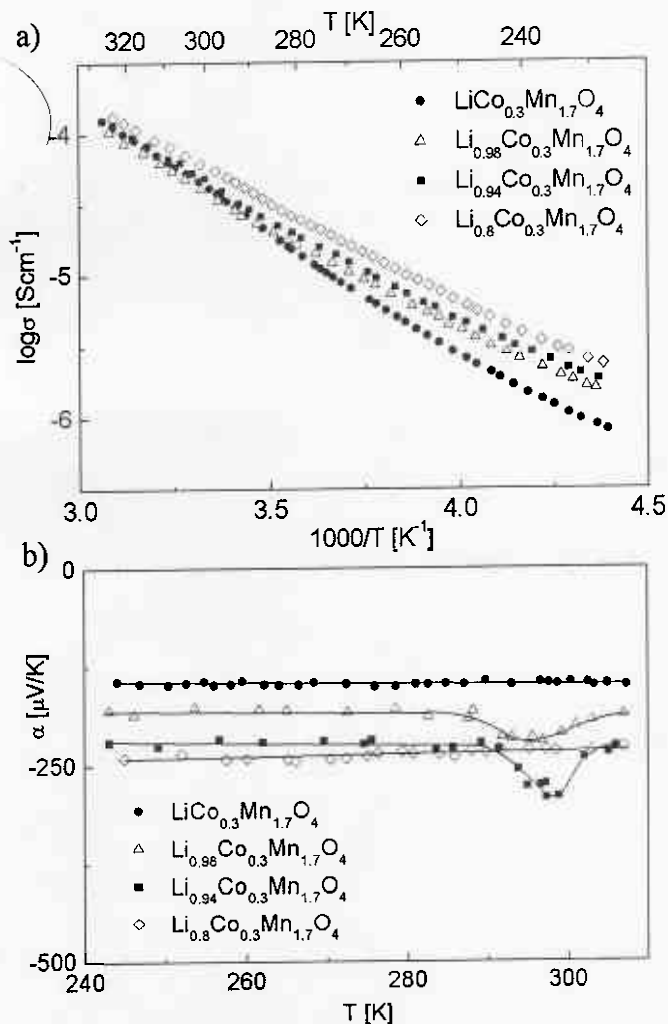 a)
T [K]
320 300 280 260 240
LiCo0.3Mn1.7O4
Li0.98Co0.3Mn1.7O4
Li0.94Co0.3Mn1.7O4
Li0.8Co0.3Mn1.7O4
logσ [Scm-1]
-4
-5
-6
3.0 3.5 4.0 4.5
1000/T [K-1]
b)
α [μV/K]
0
-250
-500
LiCo0.3Mn1.7O4
Li0.98Co0.3Mn1.7O4
Li0.94Co0.3Mn1.7O4
Li0.8Co0.3Mn1.7O4
240 260 280 300
T [K]